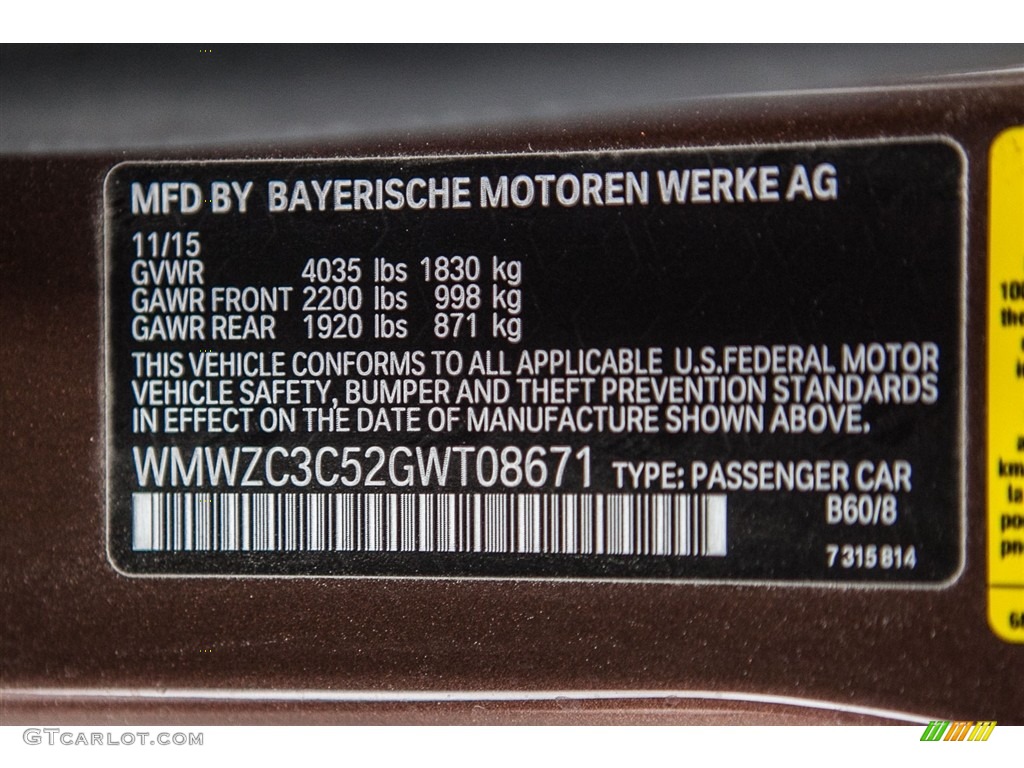 MFD BY BAYERISCHE MOTOREN WERKE AG
11/15
GVWR 4035 lbs 1830 kg
GAWR FRONT 2200 lbs 998 kg
GAWR REAR 1920 lbs 871 kg
THIS VEHICLE CONFORMS TO ALL APPLICABLE U.S.FEDERAL MOTOR
VEHICLE SAFETY, BUMPER AND THEFT PREVENTION STANDARDS
IN EFFECT ON THE DATE OF MANUFACTURE SHOWN ABOVE.
WMWZC3C52GWT08671 TYPE: PASSENGER CAR
B60/8
7 315 814
km
la
GTCARLOT.COM